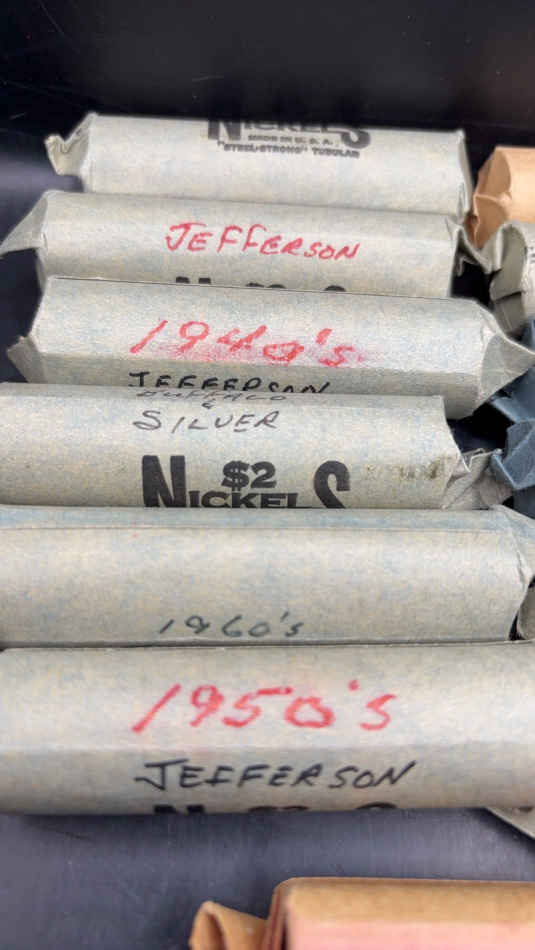 NICKELS
MADE IN U.S.A.
"STEEL-STRONG" TUBULAR
JEFFERSON
1940's
JEFFERSON
BUFFALO
&
SILVER
$2
NICKELS
1960's
1950's
JEFFERSON